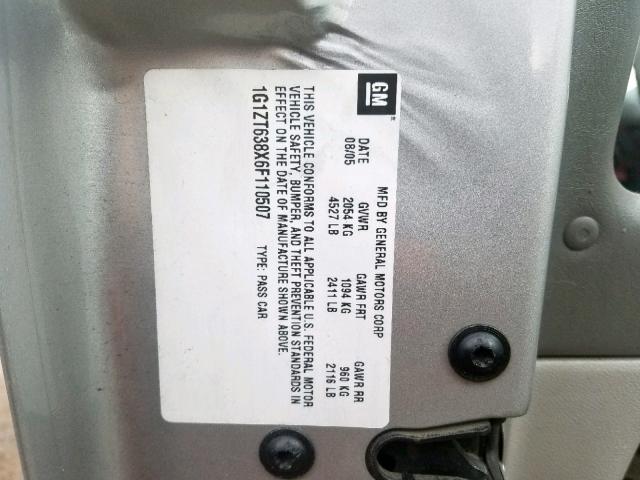 GM
MFD BY GENERAL MOTORS CORP
DATE GVWR GAWR FRT GAWR RR
08/05 2054 KG 1094 KG 960 KG
4527 LB 2411 LB 2116 LB
THIS VEHICLE CONFORMS TO ALL APPLICABLE U.S. FEDERAL MOTOR
VEHICLE SAFETY, BUMPER, AND THEFT PREVENTION STANDARDS IN
EFFECT ON THE DATE OF MANUFACTURE SHOWN ABOVE.
1G1ZT638X6F110507 TYPE: PASS CAR